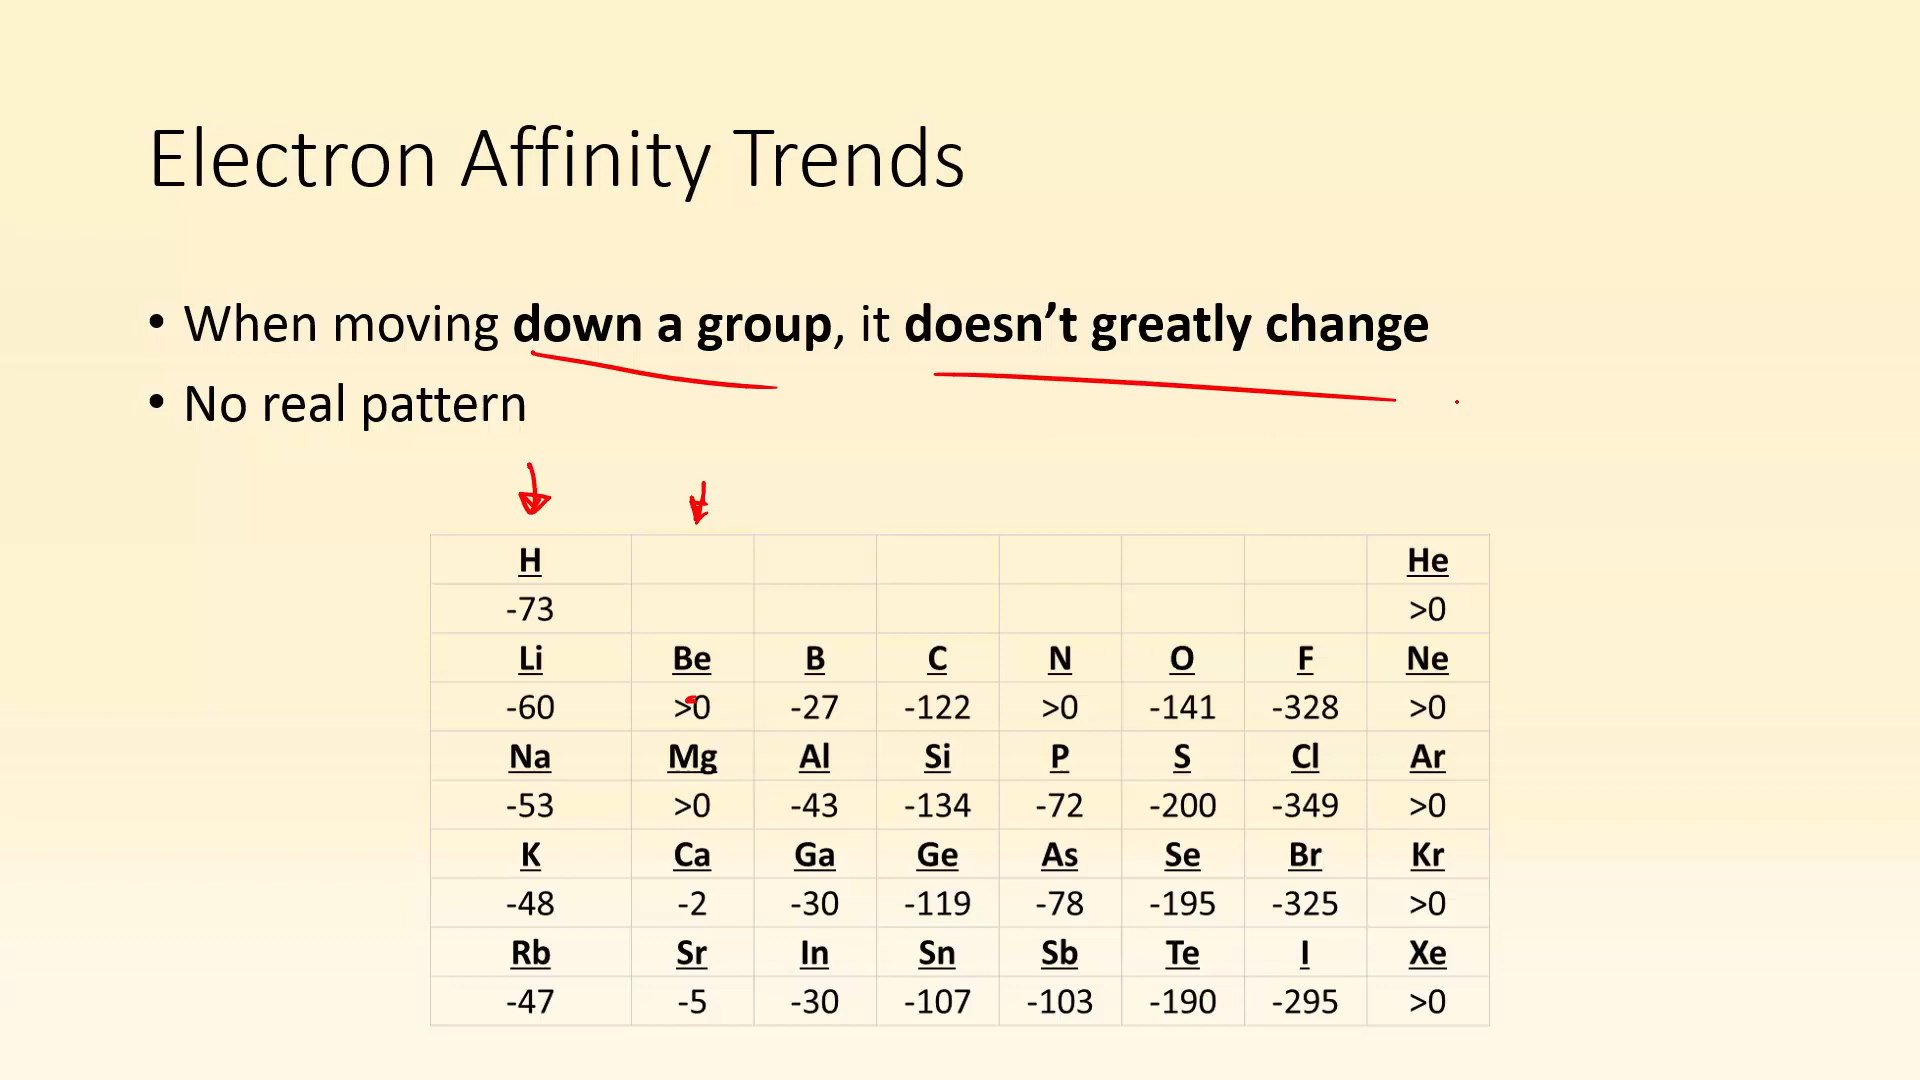 Electron Affinity Trends
• When moving down a group, it doesn’t greatly change
• No real pattern
H He
-73 >0
Li Be B C N O F Ne
-60 >0 -27 -122 >0 -141 -328 >0
Na Mg Al Si P S Cl Ar
-53 >0 -43 -134 -72 -200 -349 >0
K Ca Ga Ge As Se Br Kr
-48 -2 -30 -119 -78 -195 -325 >0
Rb Sr In Sn Sb Te I Xe
-47 -5 -30 -107 -103 -190 -295 >0